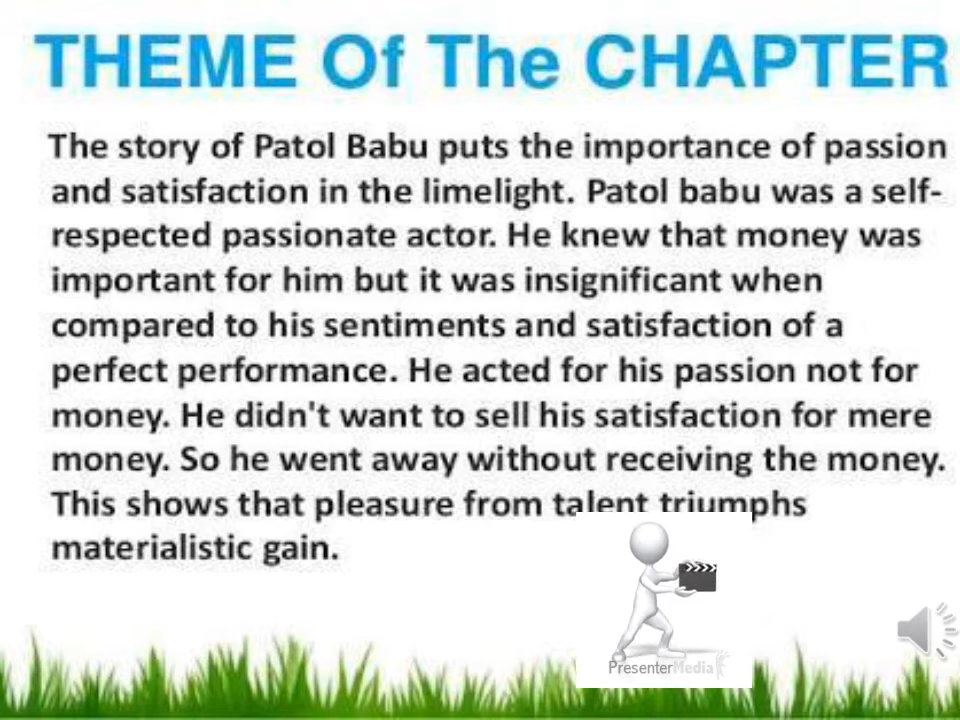 THEME Of The CHAPTER
The story of Patol Babu puts the importance of passion
and satisfaction in the limelight. Patol babu was a self-
respected passionate actor. He knew that money was
important for him but it was insignificant when
compared to his sentiments and satisfaction of a
perfect performance. He acted for his passion not for
money. He didn't want to sell his satisfaction for mere
money. So he went away without receiving the money.
This shows that pleasure from talent triumphs
materialistic gain.
PresenterMedia